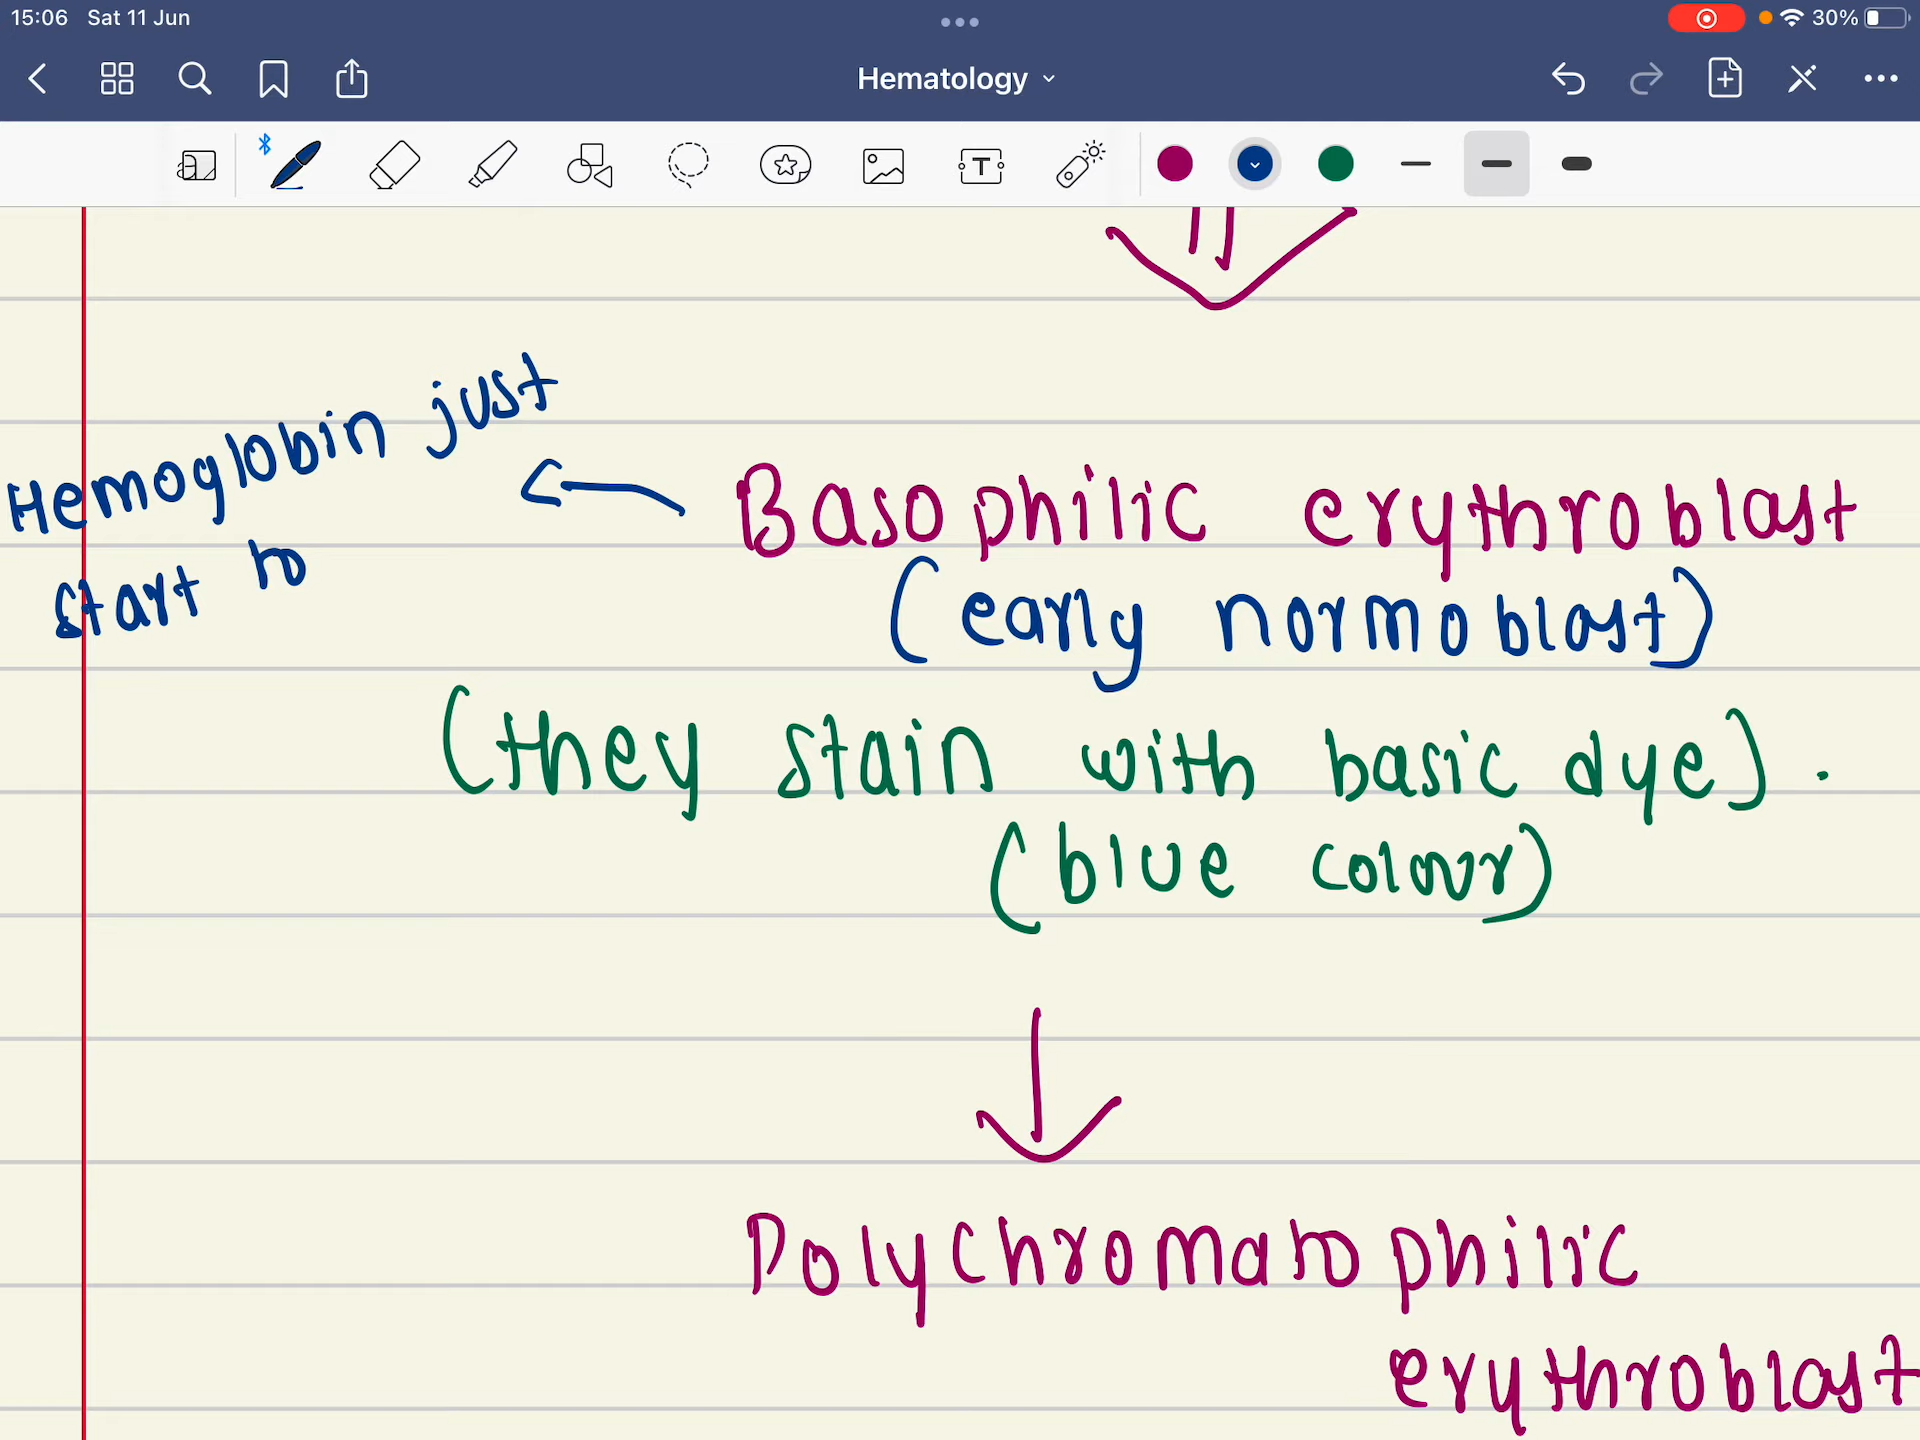 15:06 Sat 11 Jun
30%
Hematology
T
Hemoglobin just
start to
Basophilic erythroblast
(early normoblast)
(they stain with basic dye).
(blue colour)
Polychromatophilic
erythroblast